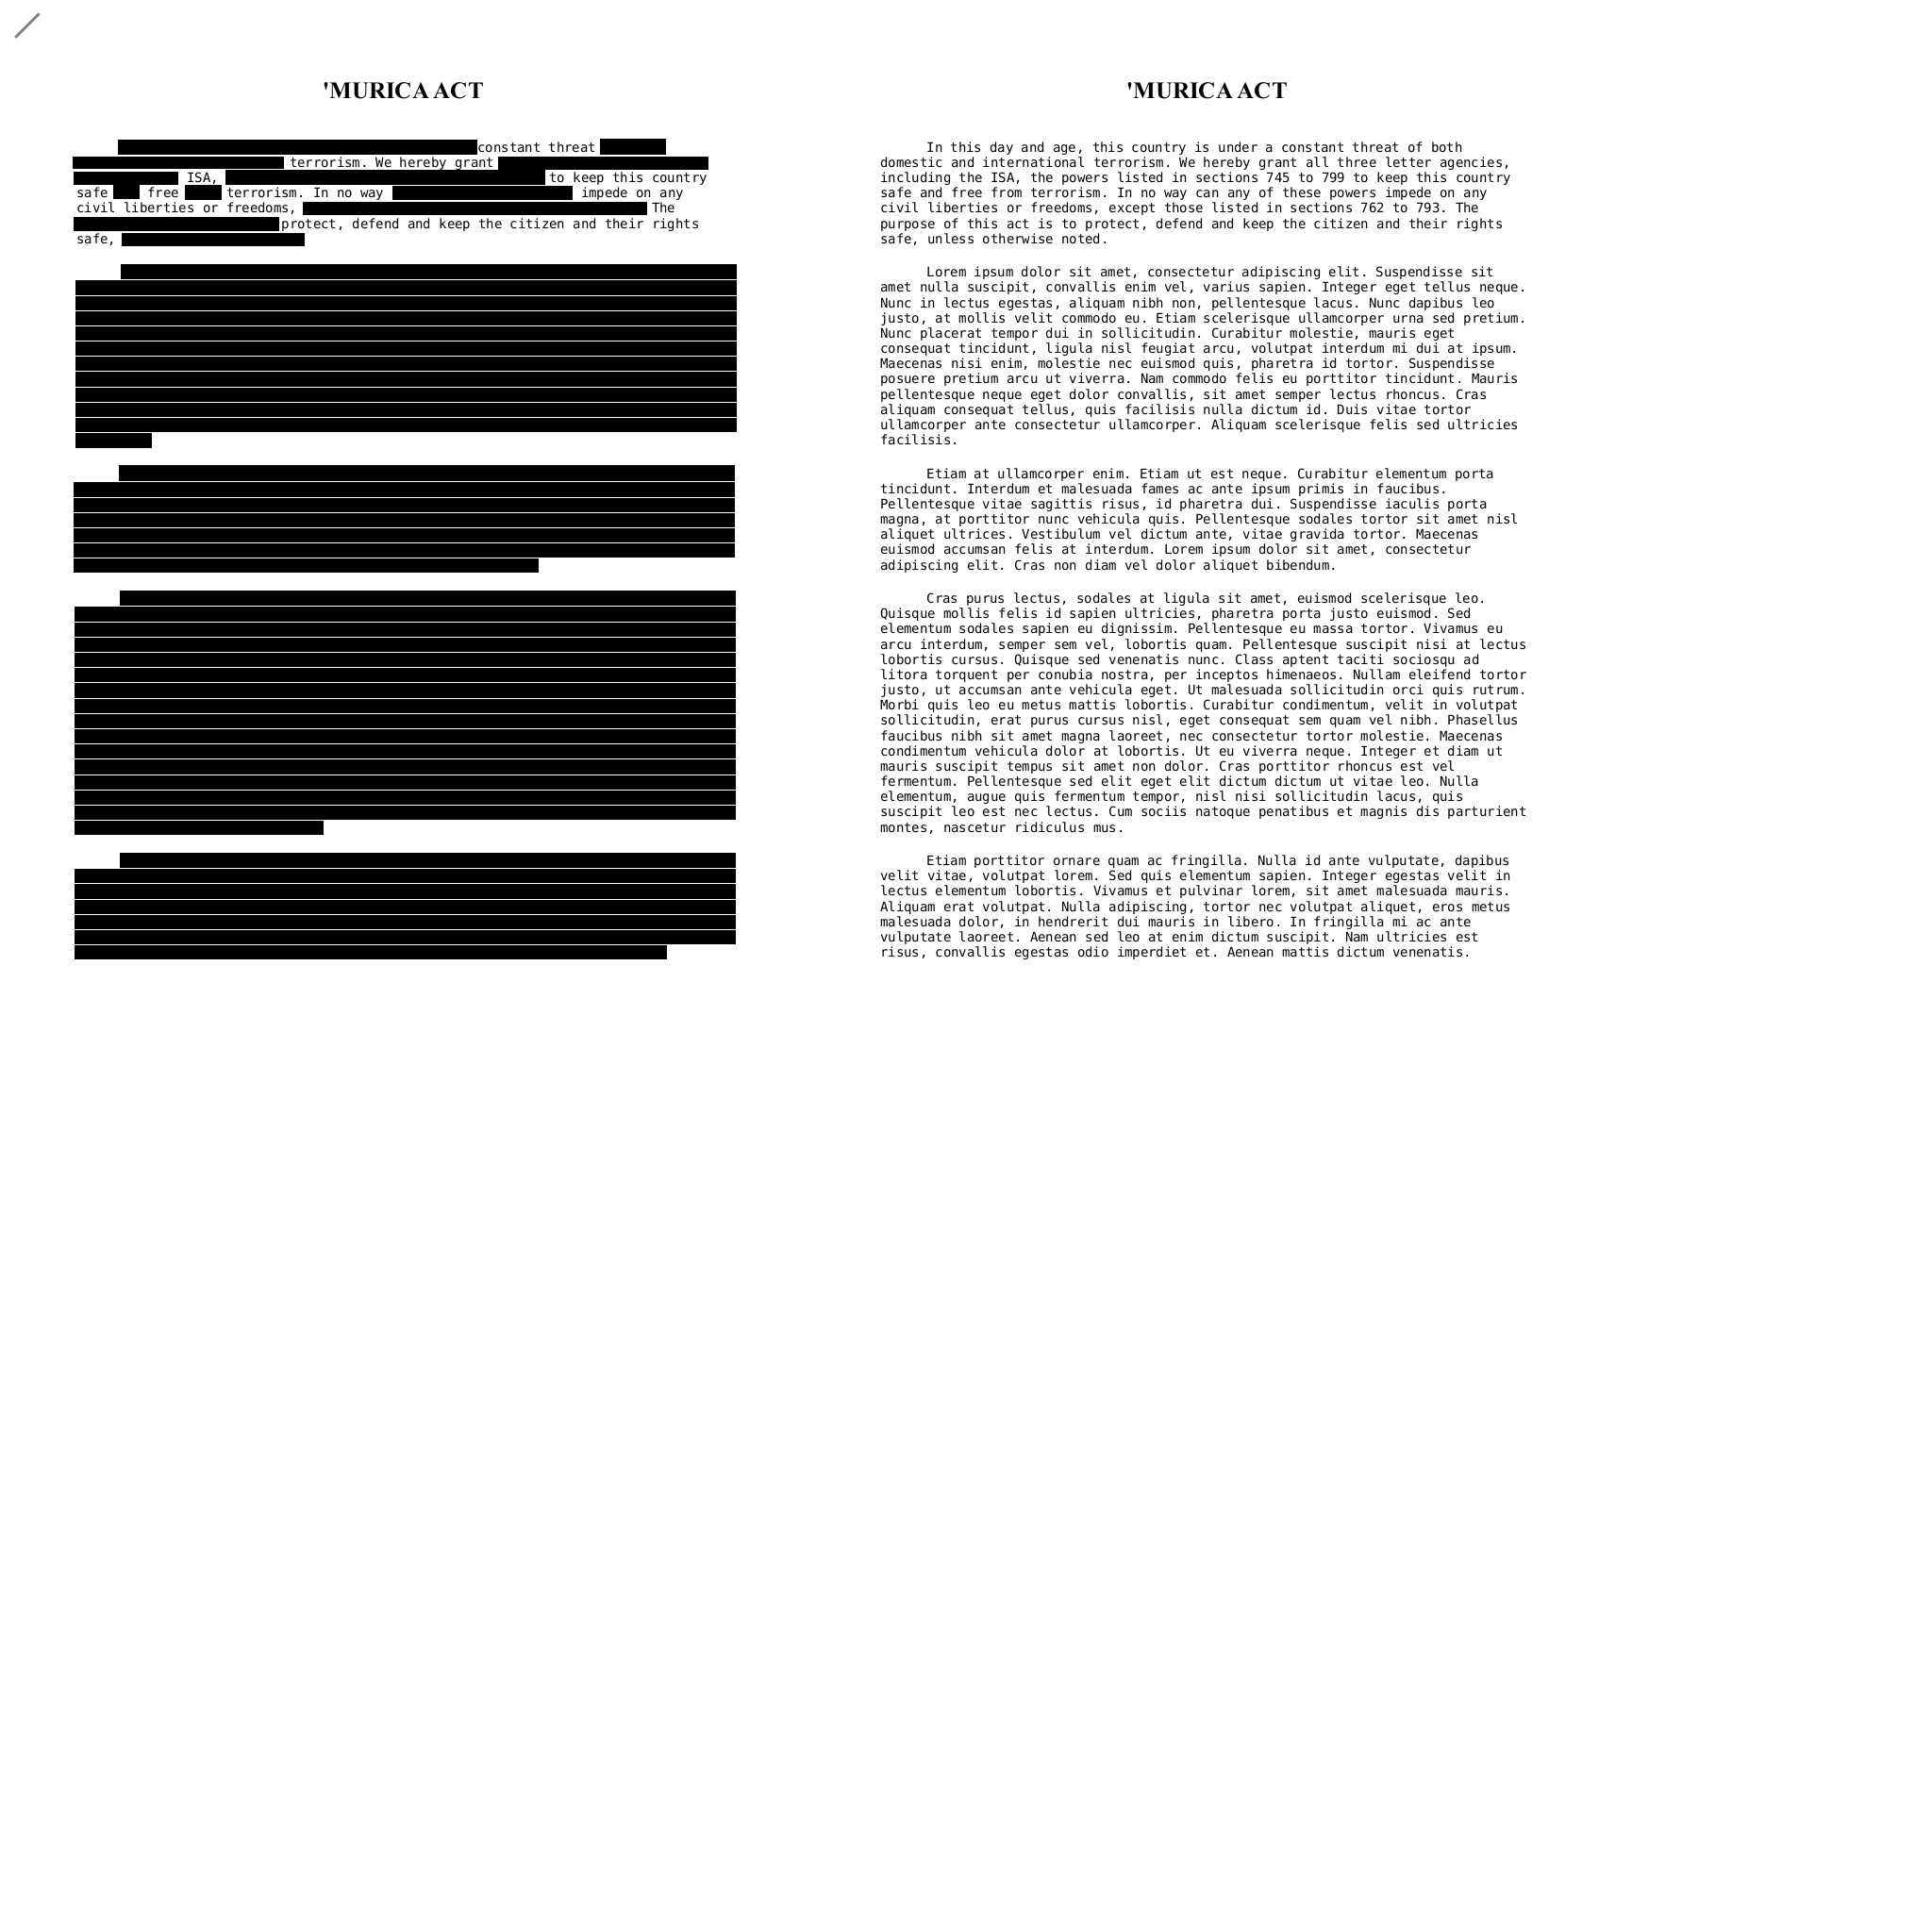 'MURICA ACT
constant threat
terrorism. We hereby grant
ISA, to keep this country
safe free terrorism. In no way impede on any
civil liberties or freedoms, The
protect, defend and keep the citizen and their rights
safe,
'MURICA ACT
In this day and age, this country is under a constant threat of both
domestic and international terrorism. We hereby grant all three letter agencies,
including the ISA, the powers listed in sections 745 to 799 to keep this country
safe and free from terrorism. In no way can any of these powers impede on any
civil liberties or freedoms, except those listed in sections 762 to 793. The
purpose of this act is to protect, defend and keep the citizen and their rights
safe, unless otherwise noted.
Lorem ipsum dolor sit amet, consectetur adipiscing elit. Suspendisse sit
amet nulla suscipit, convallis enim vel, varius sapien. Integer eget tellus neque.
Nunc in lectus egestas, aliquam nibh non, pellentesque lacus. Nunc dapibus leo
justo, at mollis velit commodo eu. Etiam scelerisque ullamcorper urna sed pretium.
Nunc placerat tempor dui in sollicitudin. Curabitur molestie, mauris eget
consequat tincidunt, ligula nisl feugiat arcu, volutpat interdum mi dui at ipsum.
Maecenas nisi enim, molestie nec euismod quis, pharetra id tortor. Suspendisse
posuere pretium arcu ut viverra. Nam commodo felis eu porttitor tincidunt. Mauris
pellentesque neque eget dolor convallis, sit amet semper lectus rhoncus. Cras
aliquam consequat tellus, quis facilisis nulla dictum id. Duis vitae tortor
ullamcorper ante consectetur ullamcorper. Aliquam scelerisque felis sed ultricies
facilisis.
Etiam at ullamcorper enim. Etiam ut est neque. Curabitur elementum porta
tincidunt. Interdum et malesuada fames ac ante ipsum primis in faucibus.
Pellentesque vitae sagittis risus, id pharetra dui. Suspendisse iaculis porta
magna, at porttitor nunc vehicula quis. Pellentesque sodales tortor sit amet nisl
aliquet ultrices. Vestibulum vel dictum ante, vitae gravida tortor. Maecenas
euismod accumsan felis at interdum. Lorem ipsum dolor sit amet, consectetur
adipiscing elit. Cras non diam vel dolor aliquet bibendum.
Cras purus lectus, sodales at ligula sit amet, euismod scelerisque leo.
Quisque mollis felis id sapien ultricies, pharetra porta justo euismod. Sed
elementum sodales sapien eu dignissim. Pellentesque eu massa tortor. Vivamus eu
arcu interdum, semper sem vel, lobortis quam. Pellentesque suscipit nisi at lectus
lobortis cursus. Quisque sed venenatis nunc. Class aptent taciti sociosqu ad
litora torquent per conubia nostra, per inceptos himenaeos. Nullam eleifend tortor
justo, ut accumsan ante vehicula eget. Ut malesuada sollicitudin orci quis rutrum.
Morbi quis leo eu metus mattis lobortis. Curabitur condimentum, velit in volutpat
sollicitudin, erat purus cursus nisl, eget consequat sem quam vel nibh. Phasellus
faucibus nibh sit amet magna laoreet, nec consectetur tortor molestie. Maecenas
condimentum vehicula dolor at lobortis. Ut eu viverra neque. Integer et diam ut
mauris suscipit tempus sit amet non dolor. Cras porttitor rhoncus est vel
fermentum. Pellentesque sed elit eget elit dictum dictum ut vitae leo. Nulla
elementum, augue quis fermentum tempor, nisl nisi sollicitudin lacus, quis
suscipit leo est nec lectus. Cum sociis natoque penatibus et magnis dis parturient
montes, nascetur ridiculus mus.
Etiam porttitor ornare quam ac fringilla. Nulla id ante vulputate, dapibus
velit vitae, volutpat lorem. Sed quis elementum sapien. Integer egestas velit in
lectus elementum lobortis. Vivamus et pulvinar lorem, sit amet malesuada mauris.
Aliquam erat volutpat. Nulla adipiscing, tortor nec volutpat aliquet, eros metus
malesuada dolor, in hendrerit dui mauris in libero. In fringilla mi ac ante
vulputate laoreet. Aenean sed leo at enim dictum suscipit. Nam ultricies est
risus, convallis egestas odio imperdiet et. Aenean mattis dictum venenatis.